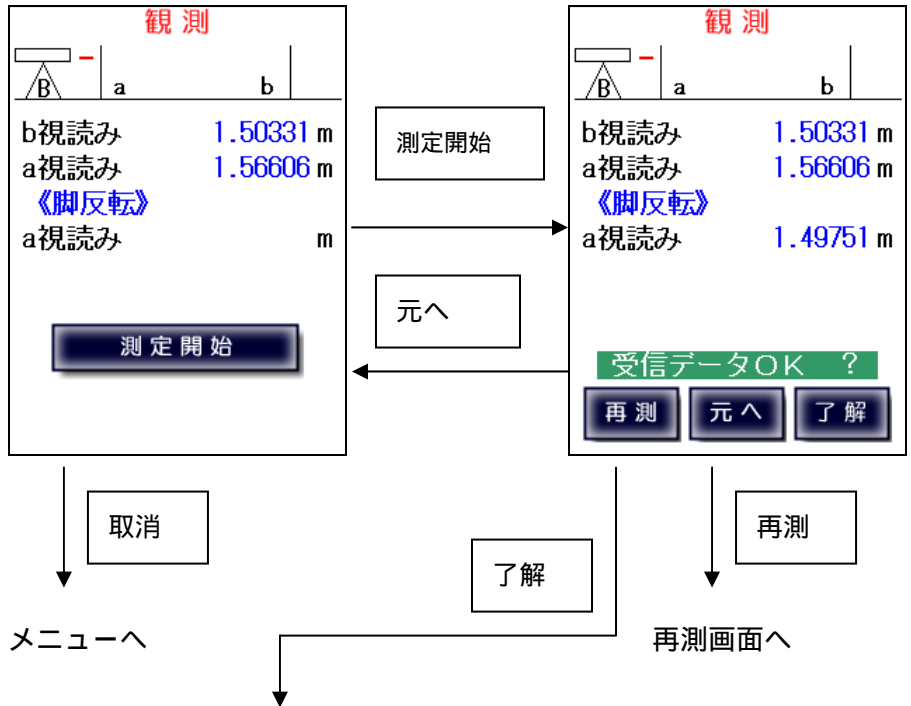 観 測
B a b
b視読み 1.50331 m
a視読み 1.56606 m
《脚反転》
a視読み m
測 定 開 始
測定開始
元へ
観 測
B a b
b視読み 1.50331 m
a視読み 1.56606 m
《脚反転》
a視読み 1.49751 m
受信データOK ?
再 測 元 へ 了 解
取消
了解
再測
メニューへ
再測画面へ